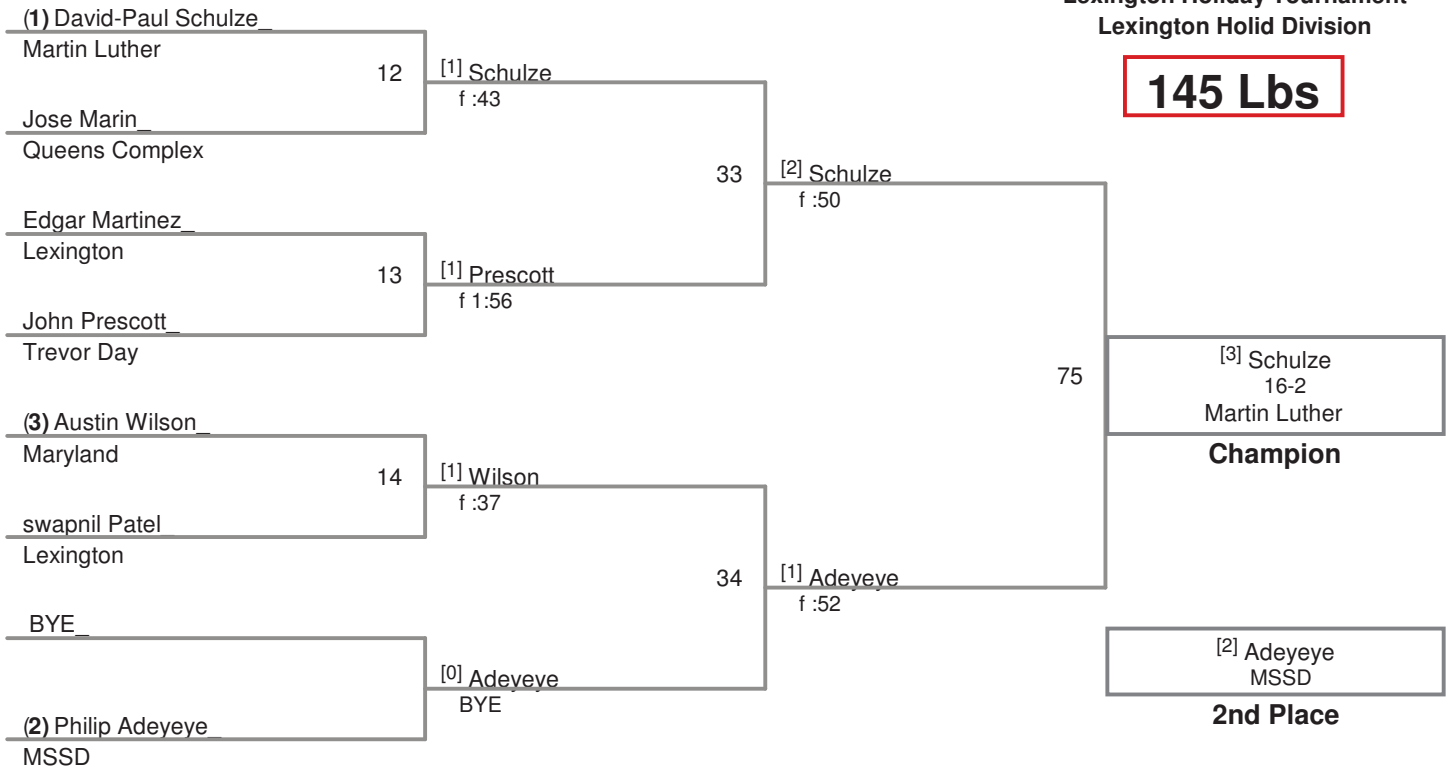 Lexington Holiday Tournament
Lexington Holid Division
145 Lbs
(1) David-Paul Schulze_
Martin Luther
12
[1] Schulze
f :43
Jose Marin_
Queens Complex
33
[2] Schulze
f :50
Edgar Martinez_
Lexington
13
[1] Prescott
f 1:56
John Prescott_
Trevor Day
75
[3] Schulze
16-2
Martin Luther
Champion
(3) Austin Wilson_
Maryland
14
[1] Wilson
f :37
swapnil Patel_
Lexington
34
[1] Adeyeye
f :52
BYE_
[0] Adeyeye
BYE
(2) Philip Adeyeye_
MSSD
[2] Adeyeye
MSSD
2nd Place